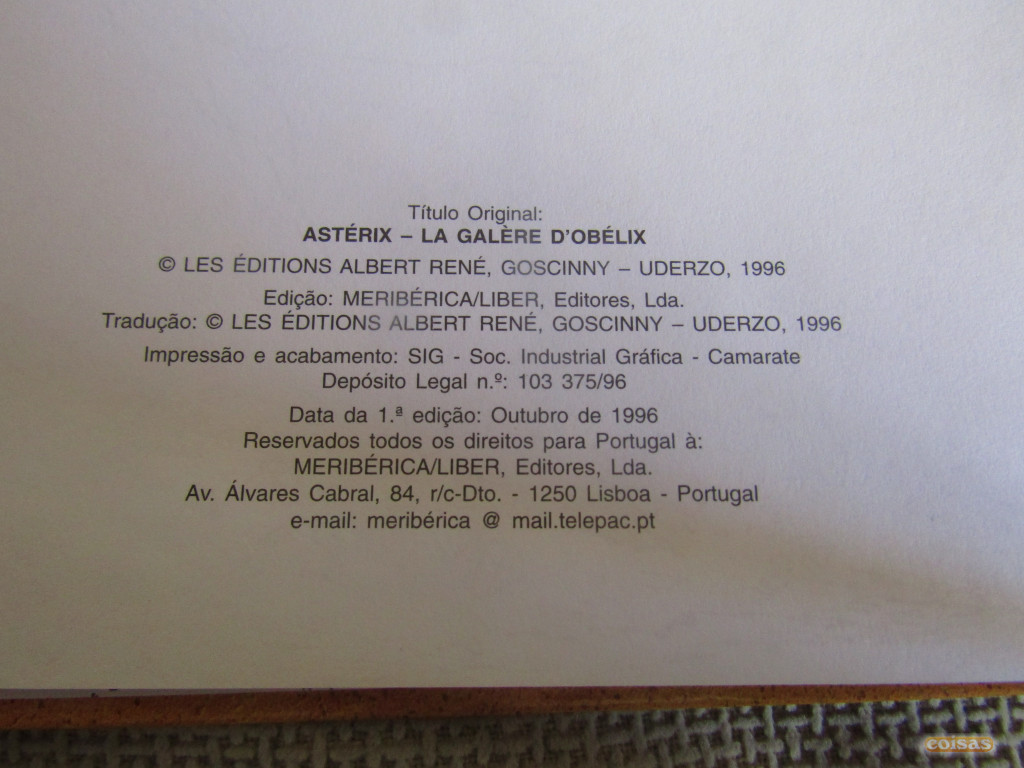 Título Original:
ASTÉRIX – LA GALÈRE D'OBÉLIX
© LES ÉDITIONS ALBERT RENÉ, GOSCINNY – UDERZO, 1996
Edição: MERIBÉRICA/LIBER, Editores, Lda.
Tradução: © LES ÉDITIONS ALBERT RENÉ, GOSCINNY – UDERZO, 1996
Impressão e acabamento: SIG - Soc. Industrial Gráfica - Camarate
Depósito Legal n.º: 103 375/96
Data da 1.ª edição: Outubro de 1996
Reservados todos os direitos para Portugal à:
MERIBÉRICA/LIBER, Editores, Lda.
Av. Álvares Cabral, 84, r/c-Dto. - 1250 Lisboa - Portugal
e-mail: meribérica @ mail.telepac.pt
coisas